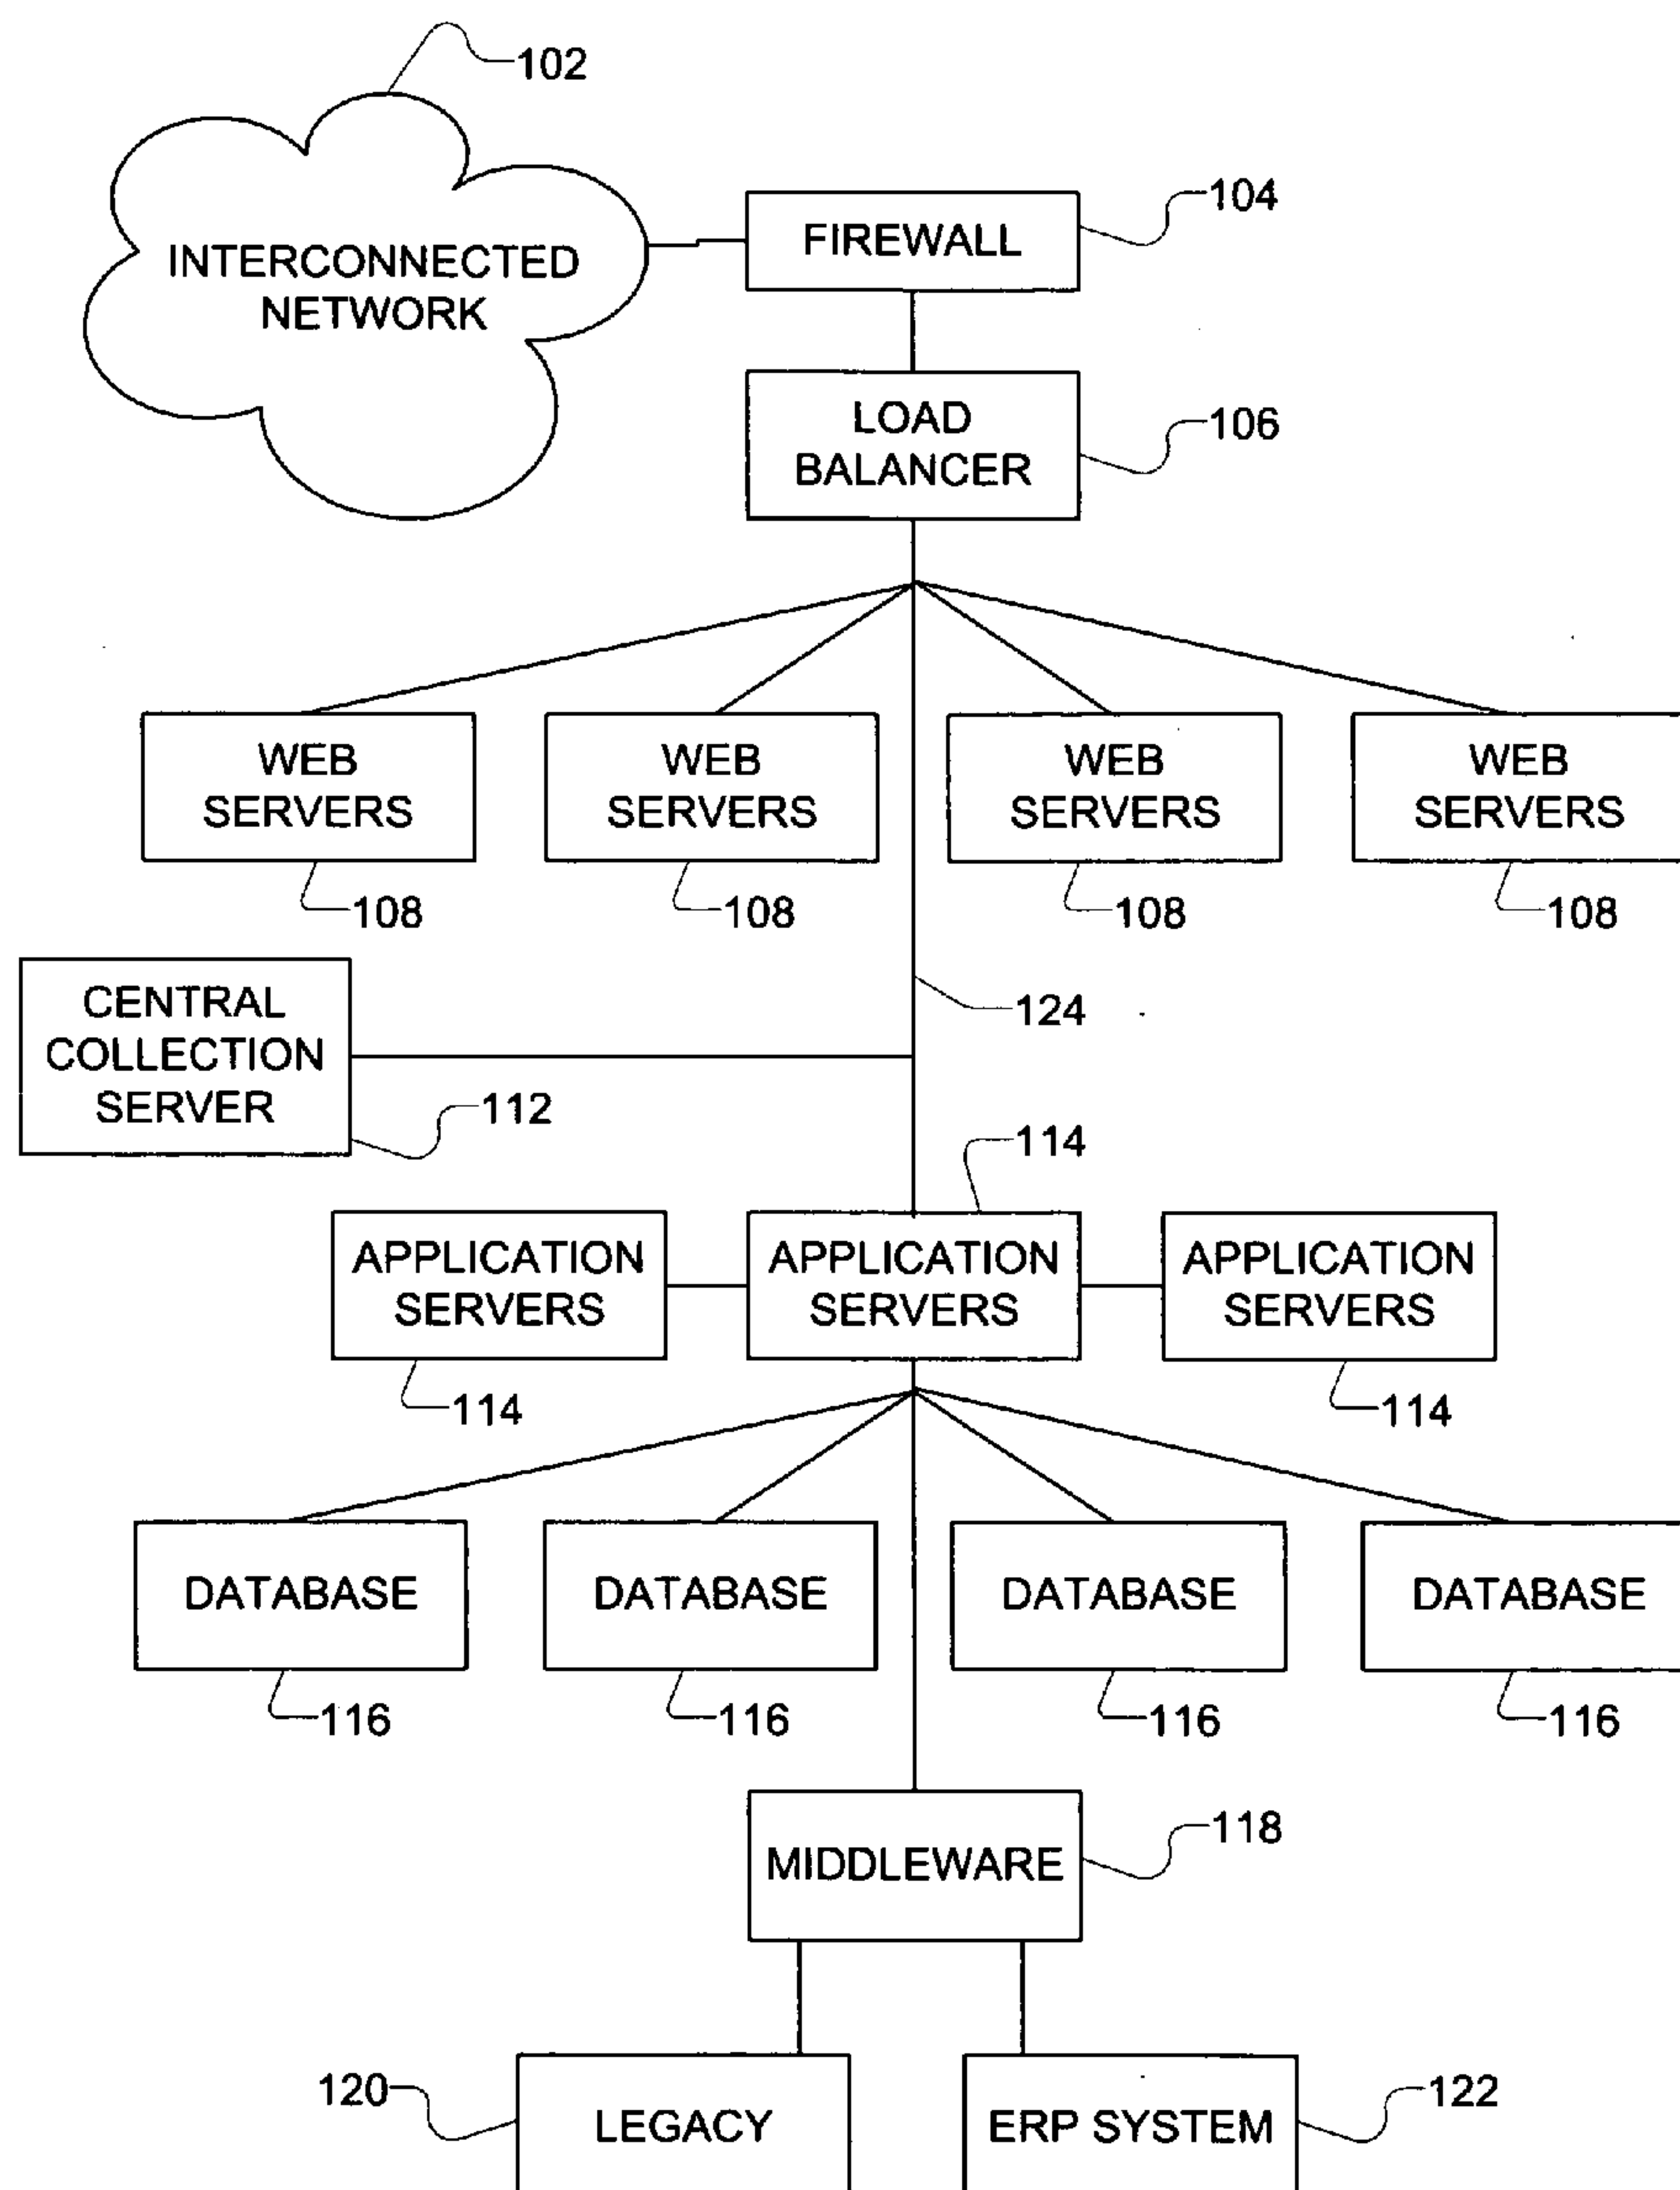 102
104
FIREWALL
INTERCONNECTED
NETWORK
LOAD
BALANCER
106
WEB
SERVERS
WEB
SERVERS
WEB
SERVERS
WEB
SERVERS
108
108
108
108
CENTRAL
COLLECTION
SERVER
124
112
114
APPLICATION
SERVERS
APPLICATION
SERVERS
APPLICATION
SERVERS
114
114
DATABASE
DATABASE
DATABASE
DATABASE
116
116
116
116
118
MIDDLEWARE
120
LEGACY
ERP SYSTEM
122